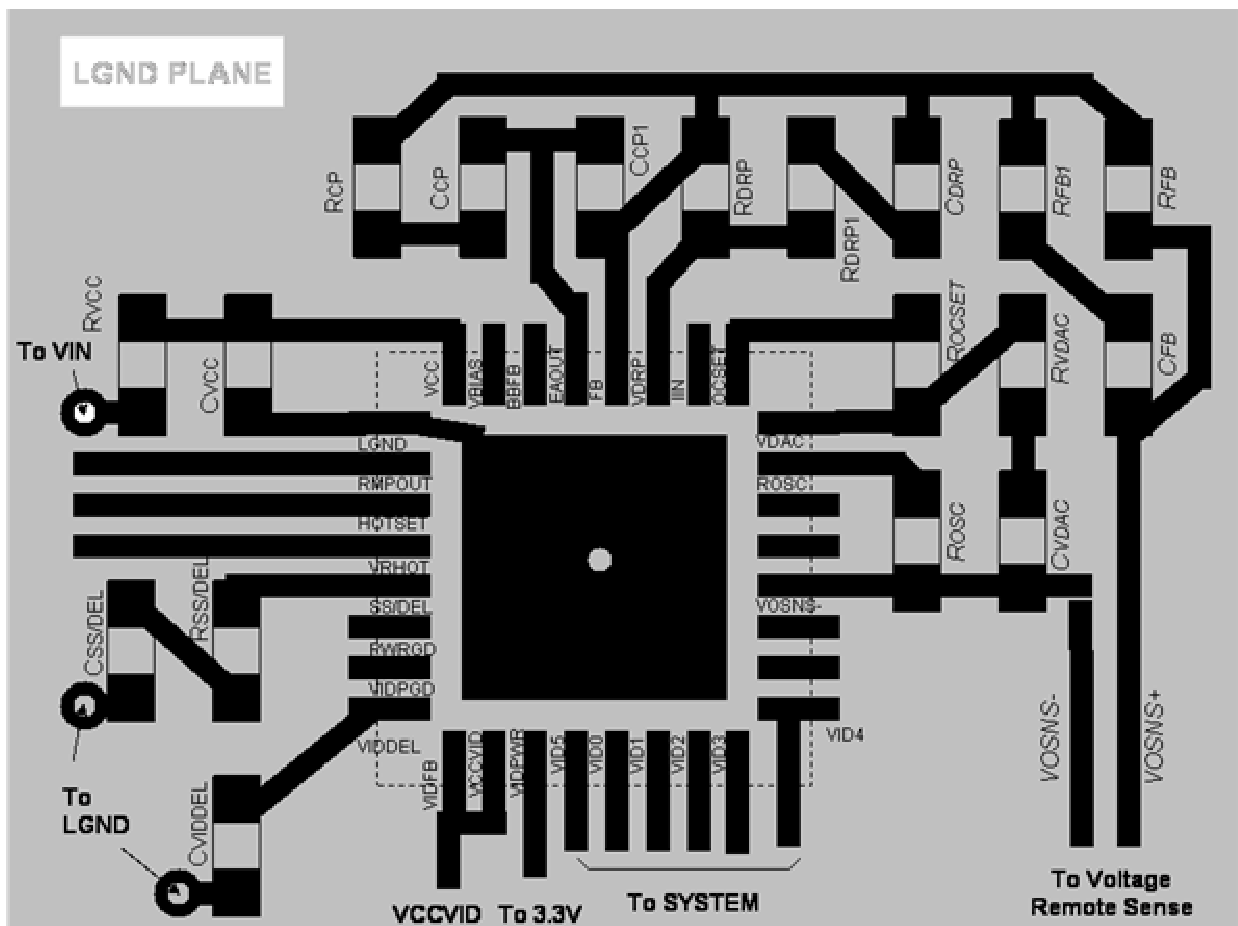 LGND PLANE
RCP
CCP
CCP1
RDRP
RDRP1
CDRP
RFB1
RFB
RVCC
To VIN
CVCC
VCC
VBIAS
BBFB
EAOUT
FB
VDRP
IIN
OCSET
ROCSET
RVDAC
CFB
LGND
RMPOUT
HOTSET
VRHOT
SS/DEL
PWRGD
VIDPGD
VIDDEL
VDAC
ROSC
VOSNS-
ROSC
CVDAC
CSS/DEL
RSS/DEL
To
LGND
CVIDDEL
VIDFB
VCCVID
VIDPWR
VID5
VID0
VID1
VID2
VID3
VID4
VOSNS-
VOSNS+
VCCVID
To 3.3V
To SYSTEM
To Voltage
Remote Sense